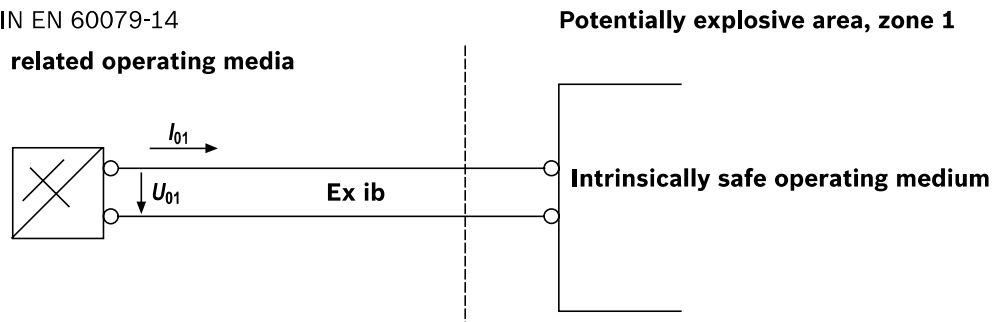 IN EN 60079-14
Potentially explosive area, zone 1
related operating media
I01
U01
Ex ib
Intrinsically safe operating medium